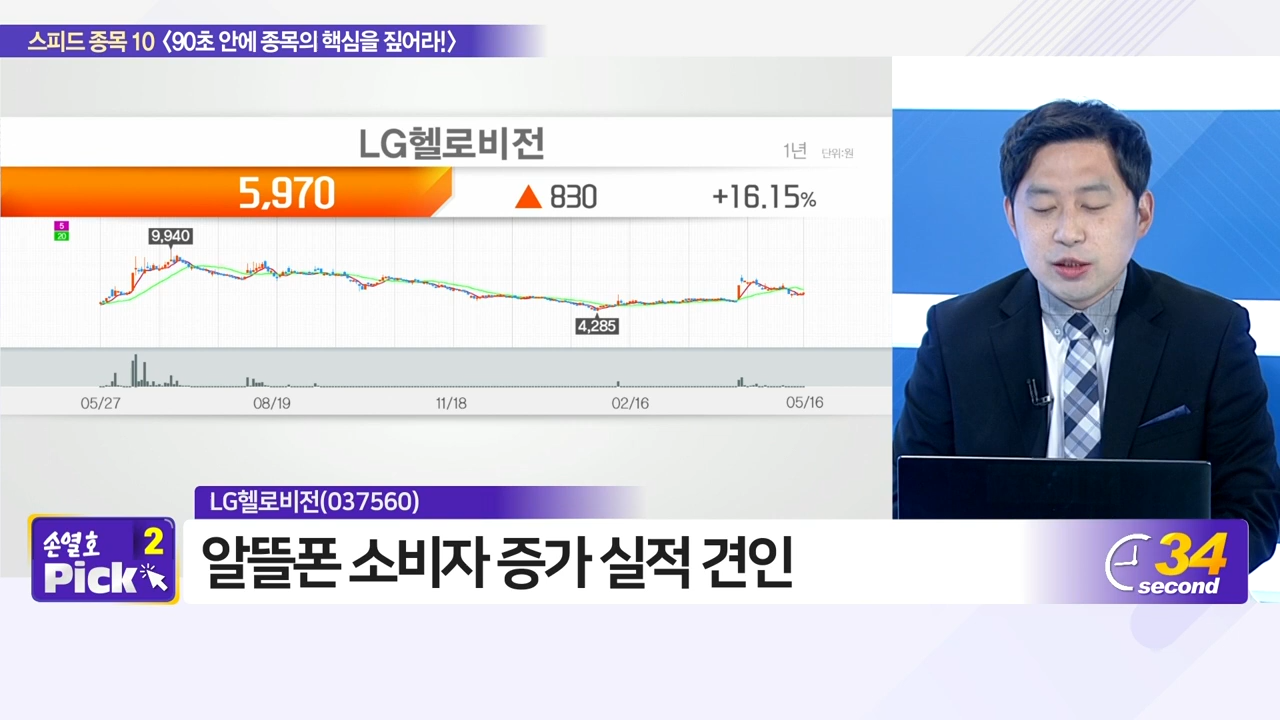 스피드 종목 10 <90초 안에 종목의 핵심을 짚어라!>
LG헬로비전
1년 단위:원
5,970 ▲ 830 +16.15%
5
20
9,940
4,285
05/27 08/19 11/18 02/16 05/16
LG헬로비전(037560)
손열호 2
Pick
알뜰폰 소비자 증가 실적 견인
34
second